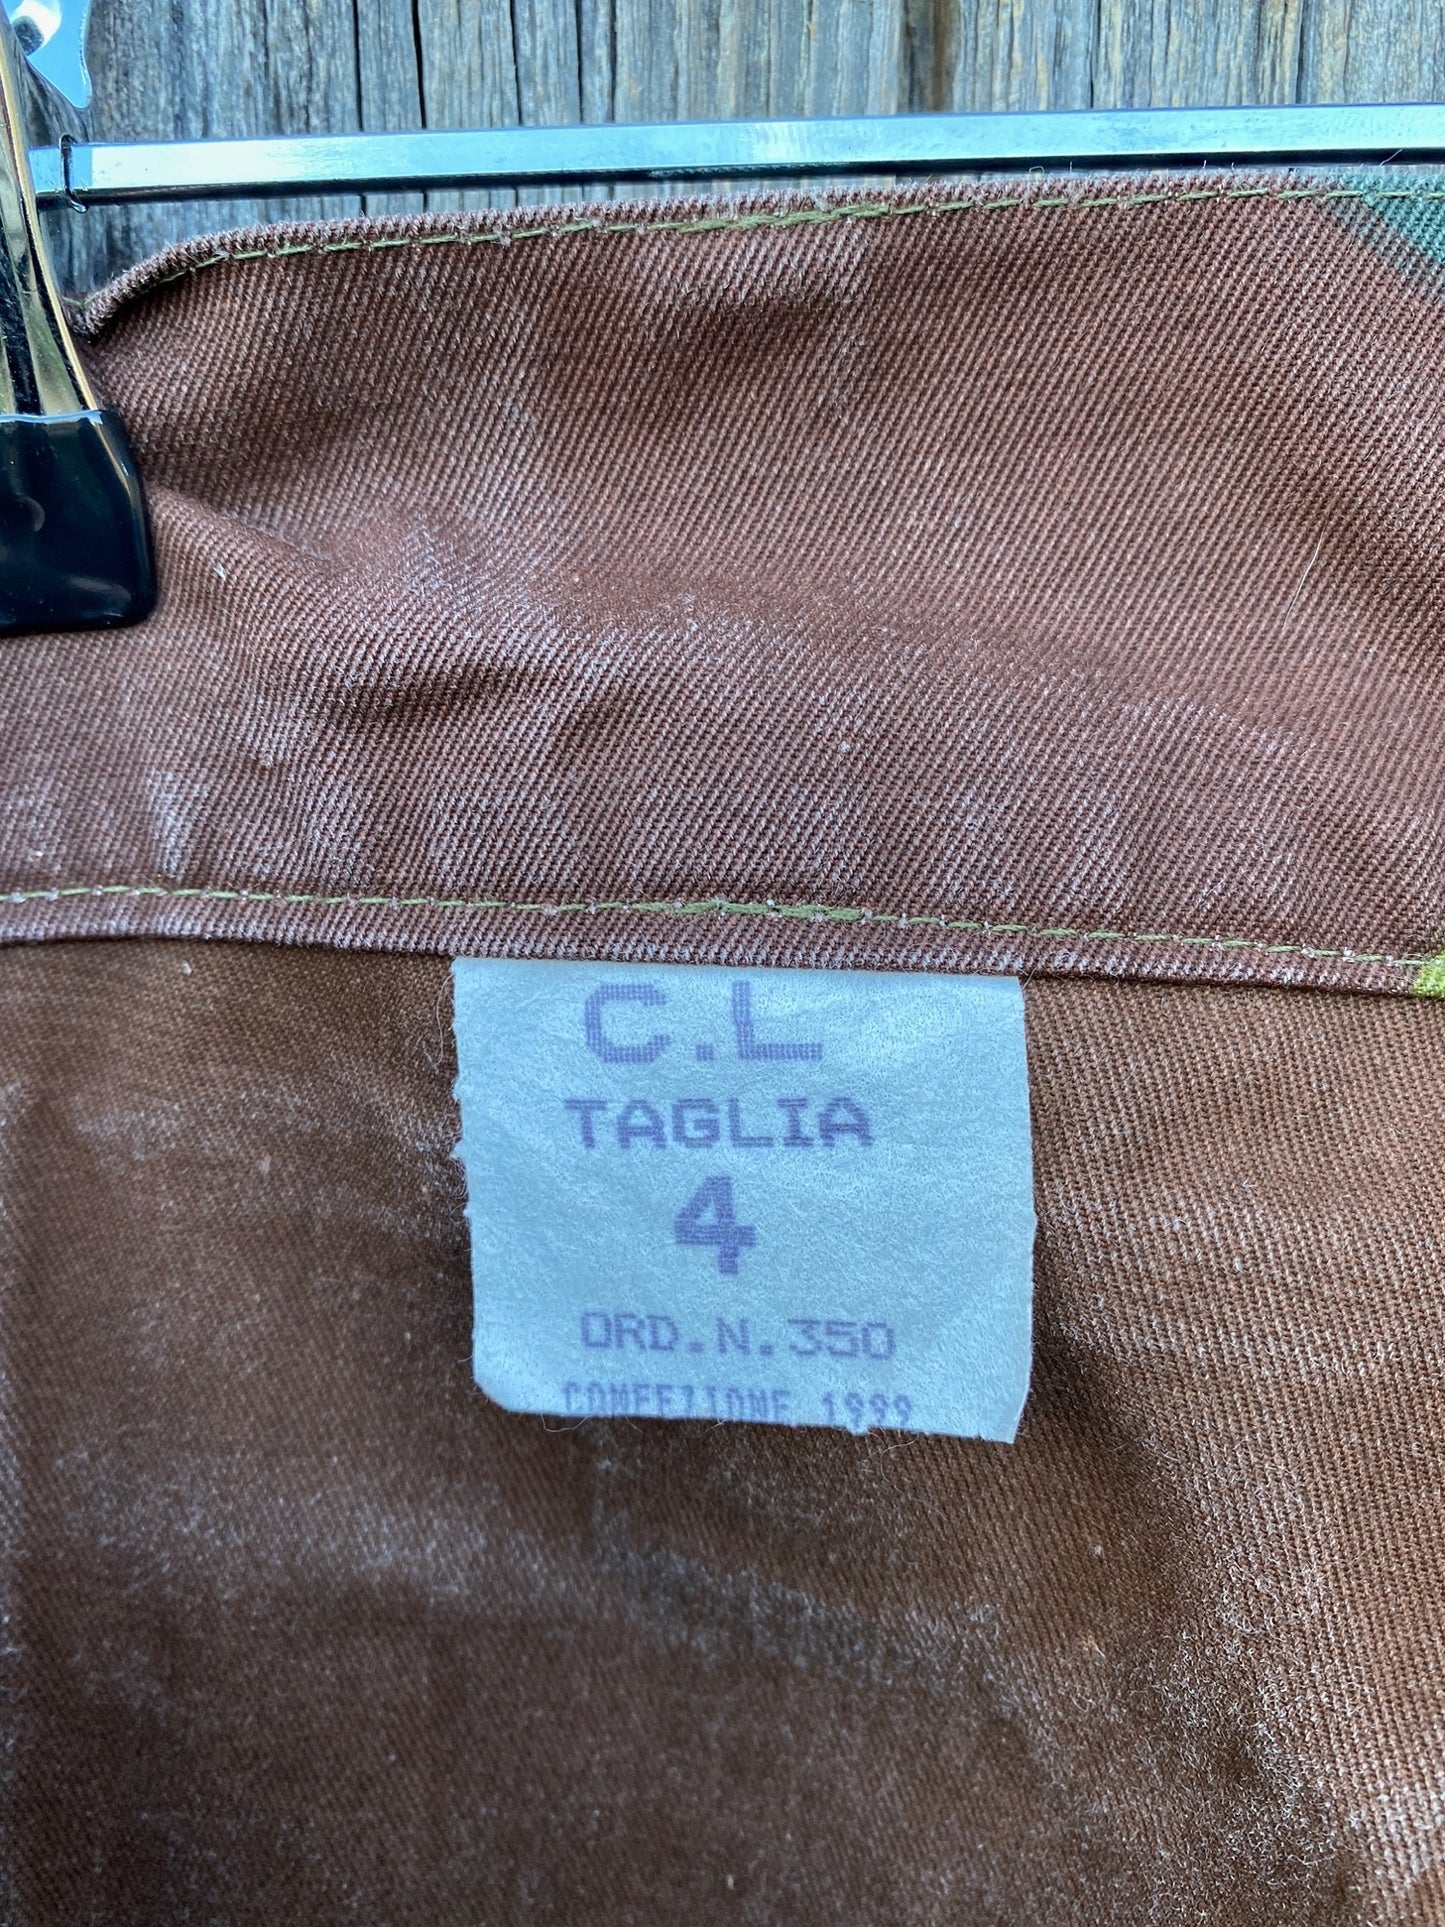 C.L
TAGLIA
4
ORD.N.350
CONFEZIONE 1999